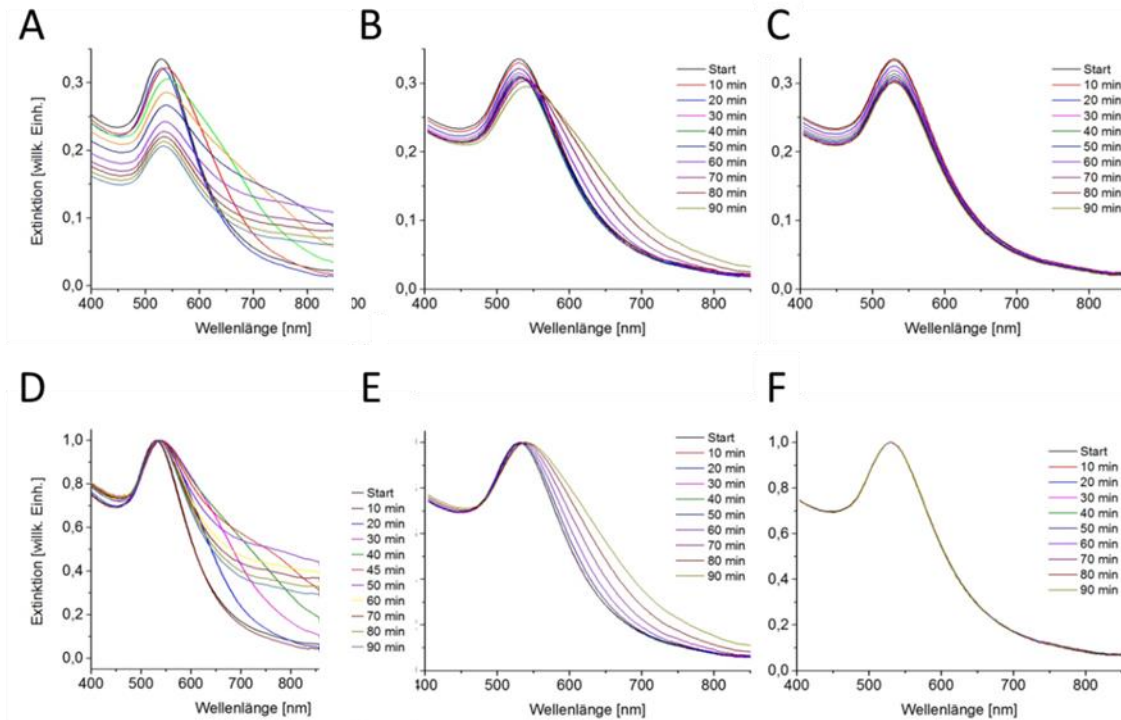 A
Extinktion [willk. Einh.]
0,3
0,2
0,1
0,0
400 500 600 700 800
Wellenlänge [nm]
00
B
0,3
0,2
0,1
0,0
400 500 600 700 800
Wellenlänge [nm]
Start
10 min
20 min
30 min
40 min
50 min
60 min
70 min
80 min
90 min
C
0,3
0,2
0,1
0,0
400 500 600 700 800
Wellenlänge [nm]
Start
10 min
20 min
30 min
40 min
50 min
60 min
70 min
80 min
90 min
D
Extinktion [willk. Einh.]
1,0
0,8
0,6
0,4
0,2
0,0
400 500 600 700 800
Wellenlänge [nm]
Start
10 min
20 min
30 min
40 min
45 min
50 min
60 min
70 min
80 min
90 min
E
400 500 600 700 800
Wellenlänge [nm]
Start
10 min
20 min
30 min
40 min
50 min
60 min
70 min
80 min
90 min
F
1,0
0,8
0,6
0,4
0,2
0,0
400 500 600 700 800
Wellenlänge [nm]
Start
10 min
20 min
30 min
40 min
50 min
60 min
70 min
80 min
90 min